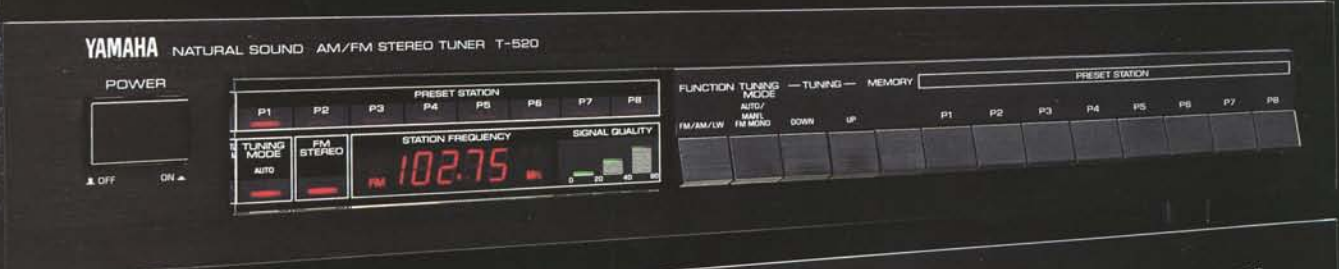 YAMAHA NATURAL SOUND AM/FM STEREO TUNER T-520
POWER
OFF ON
PRESET STATION
P1 P2 P3 P4 P5 P6 P7 P8
TUNING
MODE
AUTO
FM
STEREO
STATION FREQUENCY
FM 102.75 MHz
SIGNAL QUALITY
0 20 40 60
FUNCTION
FM/AM/LW
TUNING
MODE
AUTO/
MAN'L
FM MONO
— TUNING —
DOWN UP
MEMORY
PRESET STATION
P1 P2 P3 P4 P5 P6 P7 P8